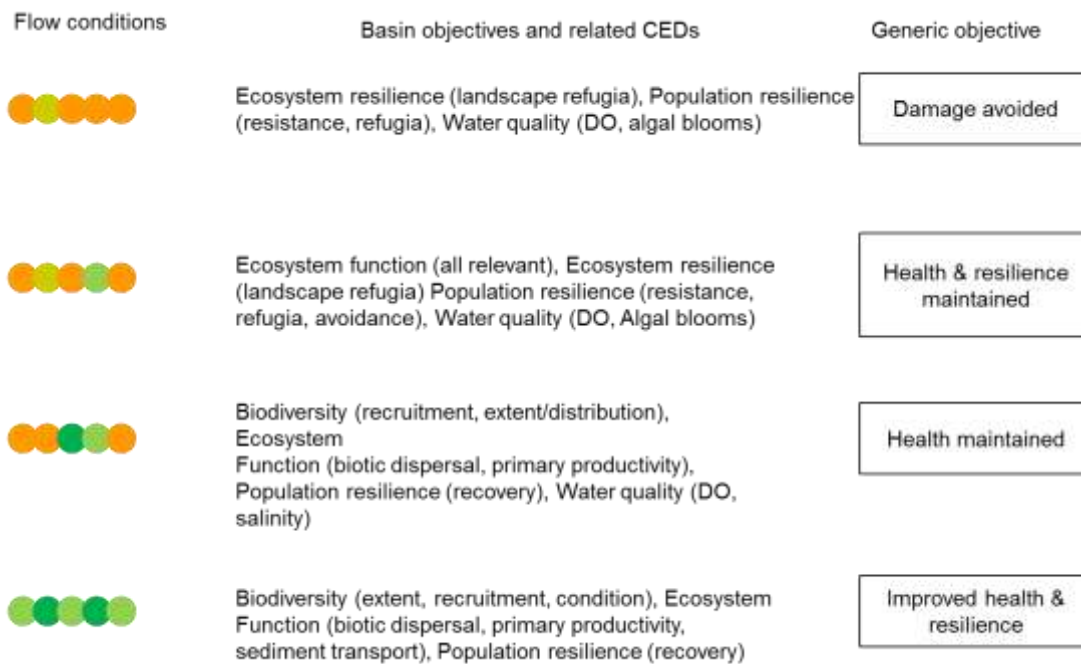 Flow conditions
Basin objectives and related CEDs
Generic objective
Ecosystem resilience (landscape refugia), Population resilience
(resistance, refugia), Water quality (DO, algal blooms)
Damage avoided
Ecosystem function (all relevant), Ecosystem resilience
(landscape refugia) Population resilience (resistance,
refugia, avoidance), Water quality (DO, Algal blooms)
Health & resilience
maintained
Biodiversity (recruitment, extent/distribution),
Ecosystem
Function (biotic dispersal, primary productivity),
Population resilience (recovery), Water quality (DO,
salinity)
Health maintained
Biodiversity (extent, recruitment, condition), Ecosystem
Function (biotic dispersal, primary productivity,
sediment transport), Population resilience (recovery)
Improved health &
resilience